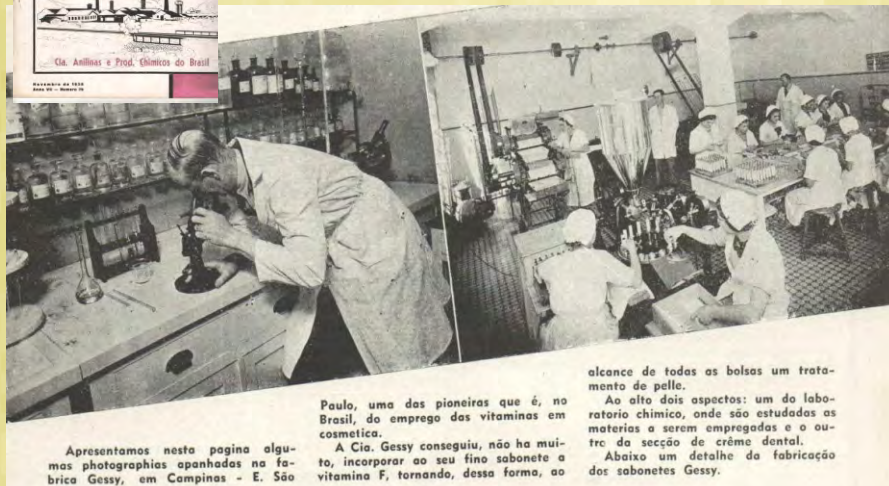 Cia. Anilinas e Prod. Chimicos do Brasil
Novembro de 1936
Apresentamos nesta pagina algu-
mas photographias apanhadas na fa-
brica Gessy, em Campinas - E. São
Paulo, uma das pioneiras que é, no
Brasil, do emprego das vitaminas em
cosmetica.
A Cia. Gessy conseguiu, não ha mui-
to, incorporar ao seu fino sabonete a
vitamina F, tornando, dessa forma, ao
alcance de todas as bolsas um trata-
mento de pelle.
Ao alto dois aspectos: um do labo-
ratorio chimico, onde são estudadas as
materias a serem empregadas e o ou-
tro da secção de crême dental.
Abaixo um detalhe da fabricação
dos sabonetes Gessy.